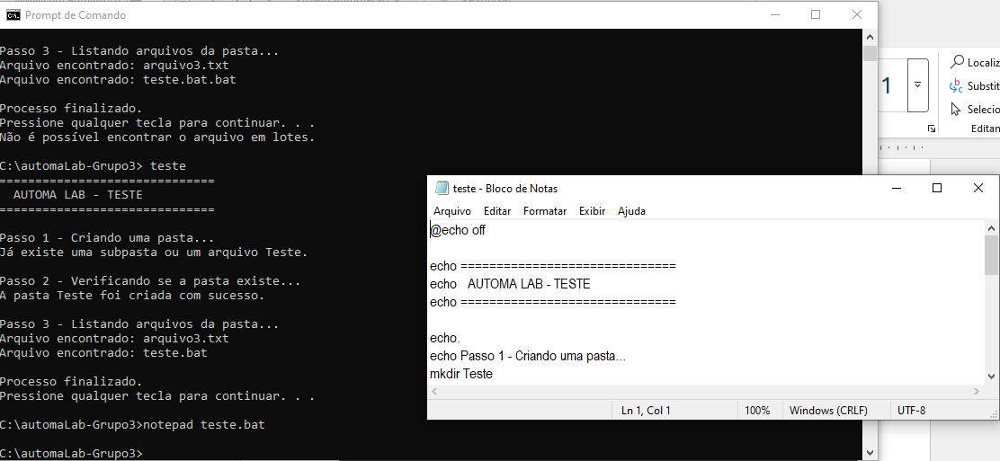 Prompt de Comando
Passo 3 - Listando arquivos da pasta...
Arquivo encontrado: arquivo3.txt
Arquivo encontrado: teste.bat.bat
Processo finalizado.
Pressione qualquer tecla para continuar. . .
Não é possível encontrar o arquivo em lotes.
C:\automaLab-Grupo3> teste
==============================
  AUTOMA LAB - TESTE
==============================
Passo 1 - Criando uma pasta...
Já existe uma subpasta ou um arquivo Teste.
Passo 2 - Verificando se a pasta existe...
A pasta Teste foi criada com sucesso.
Passo 3 - Listando arquivos da pasta...
Arquivo encontrado: arquivo3.txt
Arquivo encontrado: teste.bat
Processo finalizado.
Pressione qualquer tecla para continuar. . .
C:\automaLab-Grupo3>notepad teste.bat
C:\automaLab-Grupo3>
1
Localiz
Substit
Selecio
Editan
teste - Bloco de Notas
Arquivo Editar Formatar Exibir Ajuda
@echo off
echo ==============================
echo   AUTOMA LAB - TESTE
echo ==============================
echo.
echo Passo 1 - Criando uma pasta...
mkdir Teste
Ln 1, Col 1 100% Windows (CRLF) UTF-8